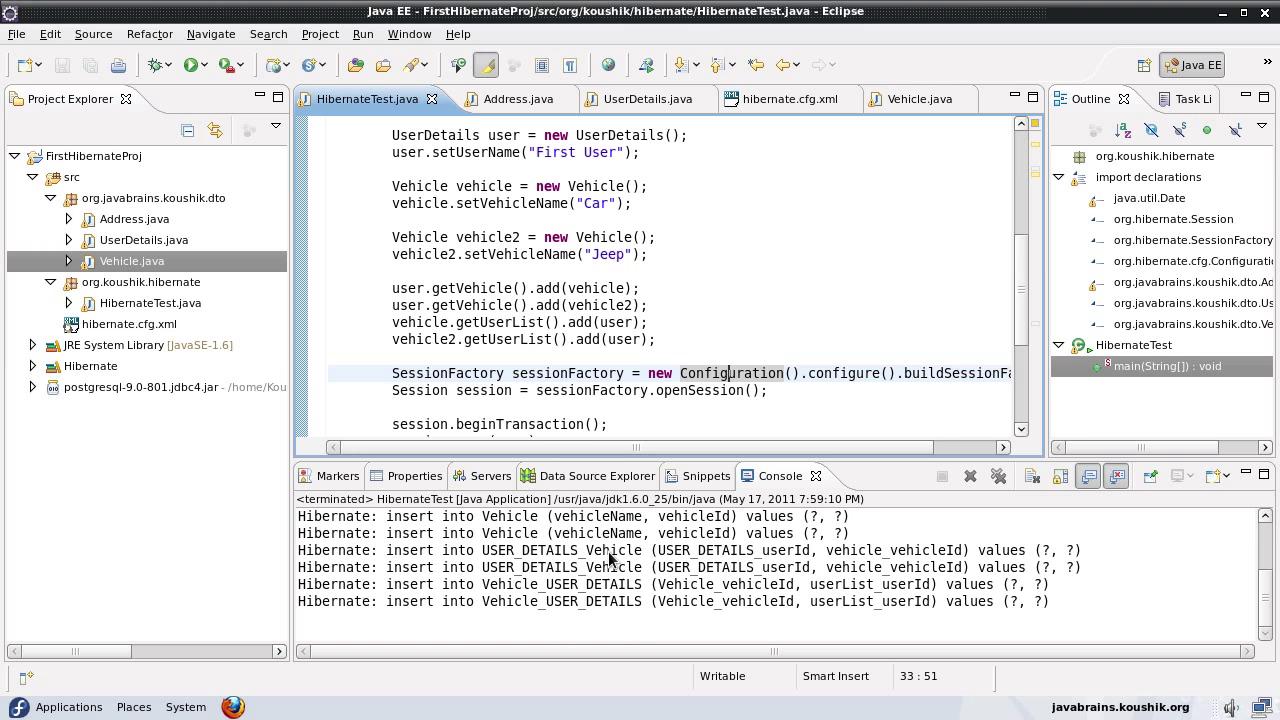 Java EE - FirstHibernateProj/src/org/koushik/hibernate/HibernateTest.java - Eclipse
File Edit Source Refactor Navigate Search Project Run Window Help
Java EE
Project Explorer
FirstHibernateProj
src
org.javabrains.koushik.dto
Address.java
UserDetails.java
Vehicle.java
org.koushik.hibernate
HibernateTest.java
hibernate.cfg.xml
JRE System Library [JavaSE-1.6]
Hibernate
postgresql-9.0-801.jdbc4.jar - /home/Kou
HibernateTest.java Address.java UserDetails.java hibernate.cfg.xml Vehicle.java
UserDetails user = new UserDetails();
user.setUserName("First User");
Vehicle vehicle = new Vehicle();
vehicle.setVehicleName("Car");
Vehicle vehicle2 = new Vehicle();
vehicle2.setVehicleName("Jeep");
user.getVehicle().add(vehicle);
user.getVehicle().add(vehicle2);
vehicle.getUserList().add(user);
vehicle2.getUserList().add(user);
SessionFactory sessionFactory = new Configuration().configure().buildSessionFa
Session session = sessionFactory.openSession();
session.beginTransaction();
Outline Task Li
org.koushik.hibernate
import declarations
java.util.Date
org.hibernate.Session
org.hibernate.SessionFactory
org.hibernate.cfg.Configurati
org.javabrains.koushik.dto.Ad
org.javabrains.koushik.dto.Us
org.javabrains.koushik.dto.Ve
HibernateTest
main(String[]) : void
Markers Properties Servers Data Source Explorer Snippets Console
<terminated> HibernateTest [Java Application] /usr/java/jdk1.6.0_25/bin/java (May 17, 2011 7:59:10 PM)
Hibernate: insert into Vehicle (vehicleName, vehicleId) values (?, ?)
Hibernate: insert into Vehicle (vehicleName, vehicleId) values (?, ?)
Hibernate: insert into USER_DETAILS_Vehicle (USER_DETAILS_userId, vehicle_vehicleId) values (?, ?)
Hibernate: insert into USER_DETAILS_Vehicle (USER_DETAILS_userId, vehicle_vehicleId) values (?, ?)
Hibernate: insert into Vehicle_USER_DETAILS (Vehicle_vehicleId, userList_userId) values (?, ?)
Hibernate: insert into Vehicle_USER_DETAILS (Vehicle_vehicleId, userList_userId) values (?, ?)
Writable Smart Insert 33 : 51
Applications Places System javabrains.koushik.org